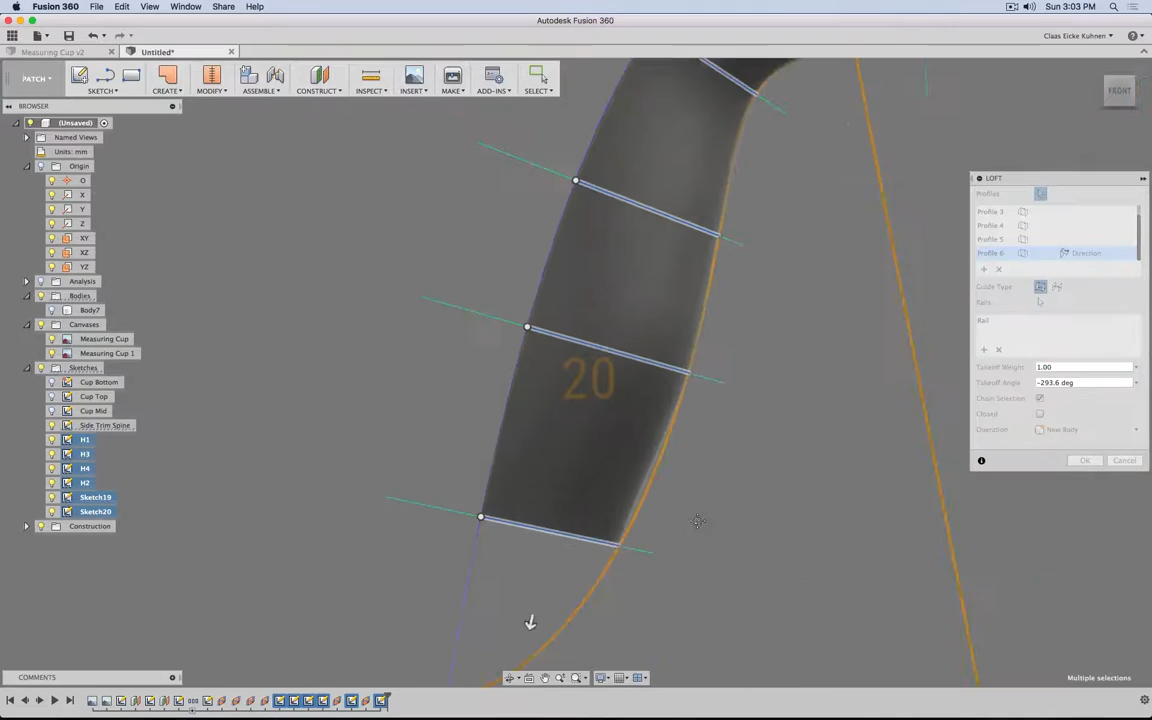 Fusion 360 File Edit View Window Share Help
Sun 3:03 PM
Autodesk Fusion 360
Claas Eicke Kuhnen
Measuring Cup v2
Untitled*
PATCH
SKETCH
CREATE
MODIFY
ASSEMBLE
CONSTRUCT
INSPECT
INSERT
MAKE
ADD-INS
SELECT
FRONT
BROWSER
(Unsaved)
Named Views
Units: mm
Origin
O
X
Y
Z
XY
XZ
YZ
Analysis
Bodies
Body7
Canvases
Measuring Cup
Measuring Cup 1
Sketches
Cup Bottom
Cup Top
Cup Mid
Side Trim Spine
H1
H3
H4
H2
Sketch19
Sketch20
Construction
20
LOFT
Profiles
Profile 3
Profile 4
Profile 5
Profile 6 Direction
Guide Type
Rails
Rail
Takeoff Weight 1.00
Takeoff Angle -293.6 deg
Chain Selection
Closed
Operation New Body
OK Cancel
COMMENTS
Multiple selections